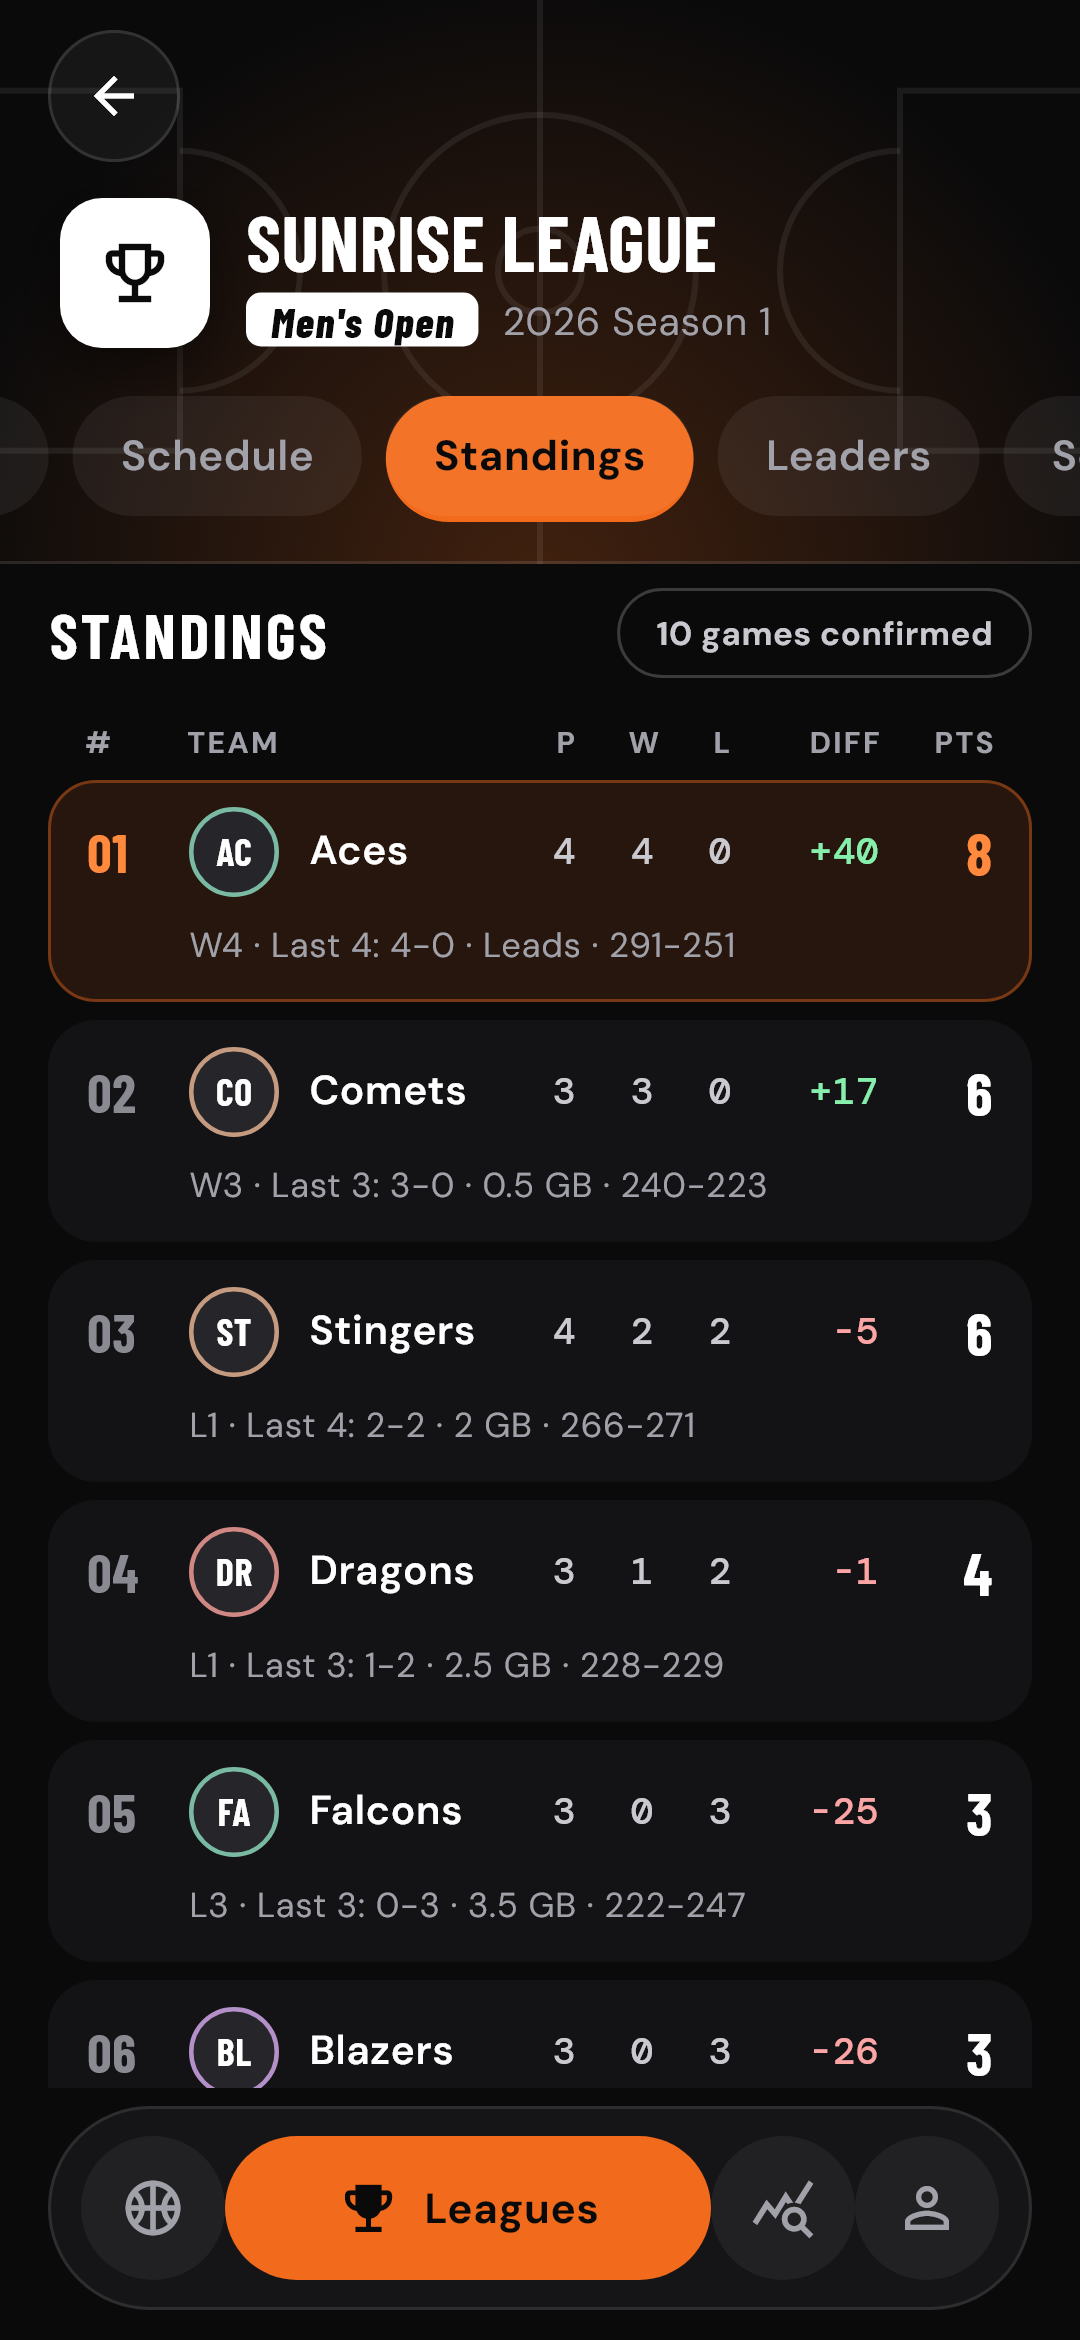 SUNRISE LEAGUE
Men's Open 2026 Season 1
Schedule Standings Leaders
STANDINGS 10 games confirmed
# TEAM P W L DIFF PTS
01 AC Aces 4 4 0 +40 8
W4 · Last 4: 4-0 · Leads · 291-251
02 CO Comets 3 3 0 +17 6
W3 · Last 3: 3-0 · 0.5 GB · 240-223
03 ST Stingers 4 2 2 -5 6
L1 · Last 4: 2-2 · 2 GB · 266-271
04 DR Dragons 3 1 2 -1 4
L1 · Last 3: 1-2 · 2.5 GB · 228-229
05 FA Falcons 3 0 3 -25 3
L3 · Last 3: 0-3 · 3.5 GB · 222-247
06 BL Blazers 3 0 3 -26 3
Leagues